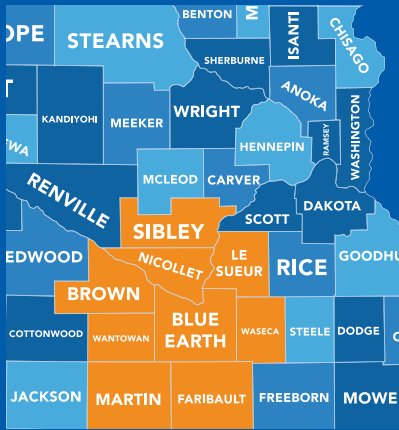 BENTON
M
ISANTI
CHISAGO
OPE
STEARNS
SHERBURNE
T
KANDIYOHI
MEEKER
WRIGHT
ANOKA
RAMSEY
WASHINGTON
EWA
HENNEPIN
MCLEOD
CARVER
RENVILLE
SIBLEY
SCOTT
DAKOTA
EDWOOD
NICOLLET
LE
SUEUR
RICE
GOODHU
BROWN
BLUE
EARTH
COTTONWOOD
WANTOWAN
WASECA
STEELE
DODGE
JACKSON
MARTIN
FARIBAULT
FREEBORN
MOWE